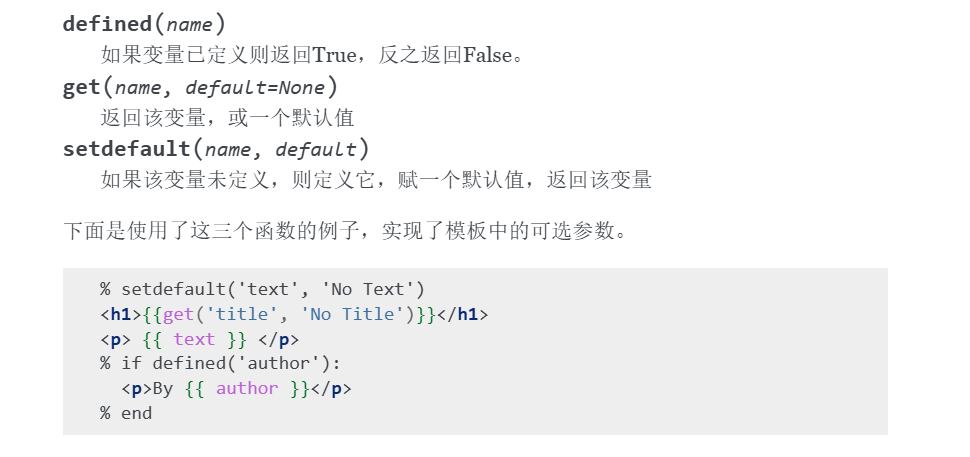 defined(name)
如果变量已定义则返回True，反之返回False。
get(name, default=None)
返回该变量，或一个默认值
setdefault(name, default)
如果该变量未定义，则定义它，赋一个默认值，返回该变量
下面是使用了这三个函数的例子，实现了模板中的可选参数。
% setdefault('text', 'No Text')
<h1>{{get('title', 'No Title')}}</h1>
<p> {{ text }} </p>
% if defined('author'):
  <p>By {{ author }}</p>
% end